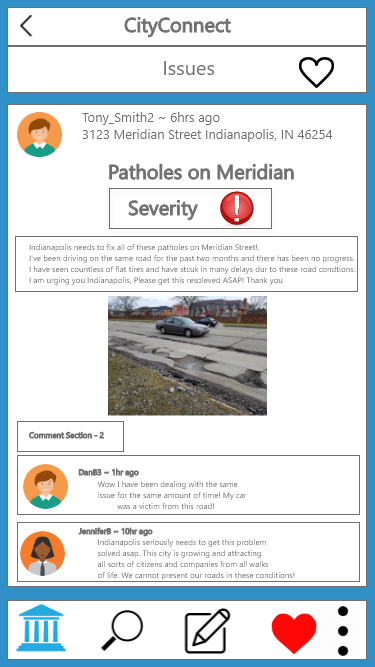 CityConnect
Issues
Tony_Smith2 ~ 6hrs ago
3123 Meridian Street Indianapolis, IN 46254
Patholes on Meridian
Severity
Indianapolis needs to fix all of these patholes on Meridian Street!.
I've been driving on the same road for the past two months and there has been no progress.
I have seen countless of flat tires and have stcuk in many delays dur to these road condtions.
I am urging you Indianapolis, Please get this resoleved ASAP! Thank you
Comment Section - 2
DanB3 ~ 1hr ago
Wow I have been dealing with the same
issue for the same amount of time! My car
was a victim from this road!
JenniferB ~ 10hr ago
Indianapolis seriously needs to get this problem
solved asap. This city is growing and attracting
all sorts of citizens and companies from all walks
of life. We cannot present our roads in these conditions!